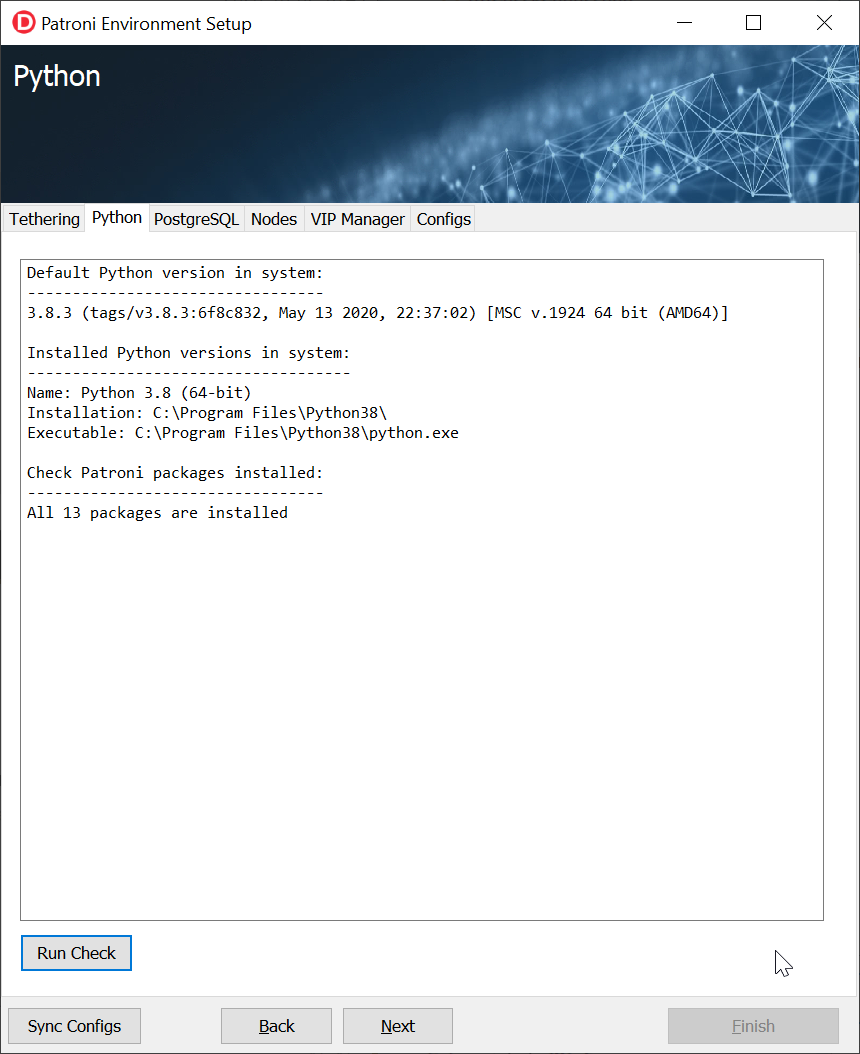 D Patroni Environment Setup
Python
Tethering Python PostgreSQL Nodes VIP Manager Configs
Default Python version in system:
---------------------------------
3.8.3 (tags/v3.8.3:6f8c832, May 13 2020, 22:37:02) [MSC v.1924 64 bit (AMD64)]
Installed Python versions in system:
------------------------------------
Name: Python 3.8 (64-bit)
Installation: C:\Program Files\Python38\
Executable: C:\Program Files\Python38\python.exe
Check Patroni packages installed:
---------------------------------
All 13 packages are installed
Run Check
Sync Configs Back Next Finish